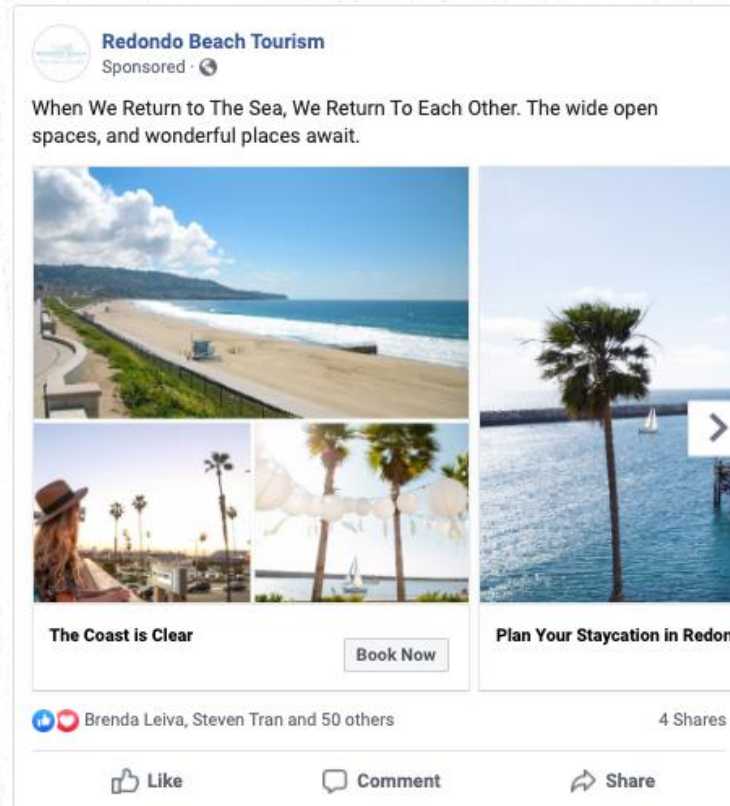 Redondo Beach Tourism
Sponsored ·
When We Return to The Sea, We Return To Each Other. The wide open
spaces, and wonderful places await.
The Coast is Clear
Book Now
Plan Your Staycation in Redon
Brenda Leiva, Steven Tran and 50 others
4 Shares
Like
Comment
Share